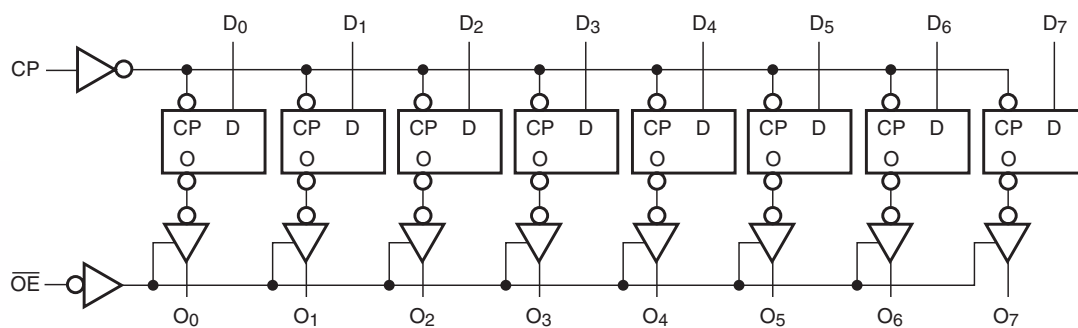 D0 D1 D2 D3 D4 D5 D6 D7
CP
CP D CP D CP D CP D CP D CP D CP D CP D
O O O O O O O O
OE
O0 O1 O2 O3 O4 O5 O6 O7